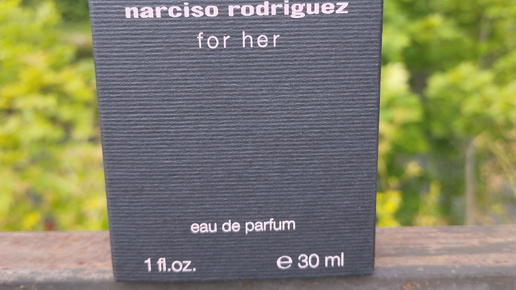 narciso rodriguez
for her
eau de parfum
1 fl.oz. ℮ 30 ml